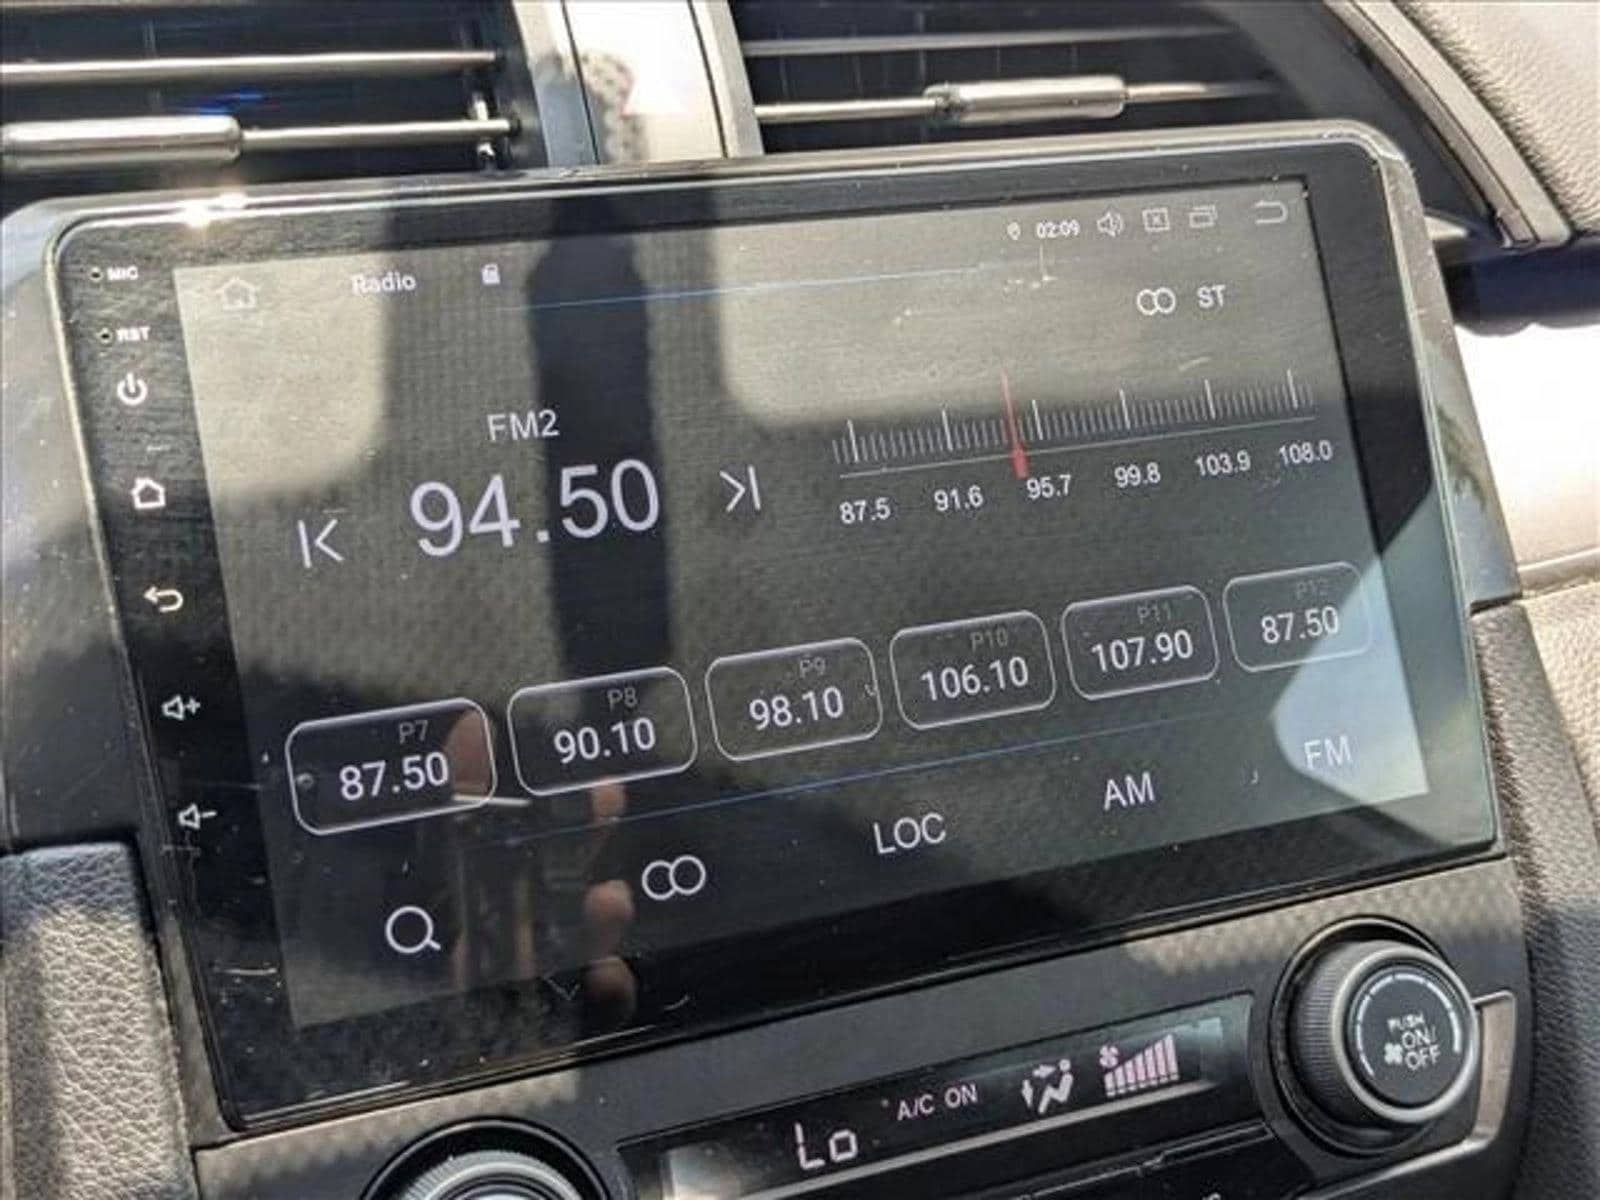 MIC
RST
Radio
02:09
ST
FM2
94.50
87.5 91.6 95.7 99.8 103.9 108.0
P7 P8 P9 P10 P11 P12
87.50 90.10 98.10 106.10 107.90 87.50
LOC AM FM
PUSH
ON/
OFF
Lo A/C ON